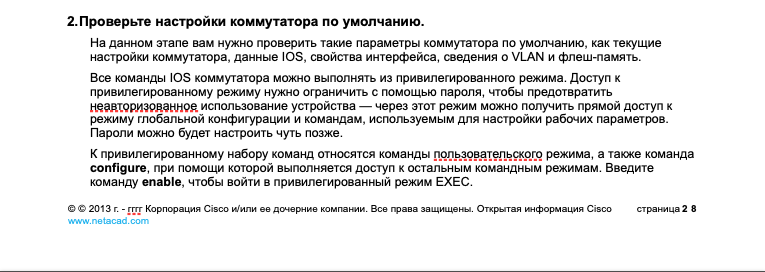 2.Проверьте настройки коммутатора по умолчанию.
На данном этапе вам нужно проверить такие параметры коммутатора по умолчанию, как текущие
настройки коммутатора, данные IOS, свойства интерфейса, сведения о VLAN и флеш-память.
Все команды IOS коммутатора можно выполнять из привилегированного режима. Доступ к
привилегированному режиму нужно ограничить с помощью пароля, чтобы предотвратить
неавторизованное использование устройства — через этот режим можно получить прямой доступ к
режиму глобальной конфигурации и командам, используемым для настройки рабочих параметров.
Пароли можно будет настроить чуть позже.
К привилегированному набору команд относятся команды пользовательского режима, а также команда
configure, при помощи которой выполняется доступ к остальным командным режимам. Введите
команду enable, чтобы войти в привилегированный режим EXEC.
© © 2013 г. - гггг Корпорация Cisco и/или ее дочерние компании. Все права защищены. Открытая информация Cisco страница 2 8
www.netacad.com